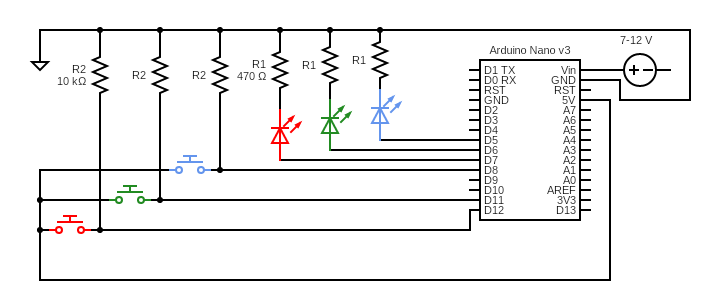 7-12 V
Arduino Nano v3
R2
10 kΩ
R2
R2
R1
470 Ω
R1
R1
D1 TX
D0 RX
RST
GND
D2
D3
D4
D5
D6
D7
D8
D9
D10
D11
D12
Vin
GND
RST
5V
A7
A6
A5
A4
A3
A2
A1
A0
AREF
3V3
D13